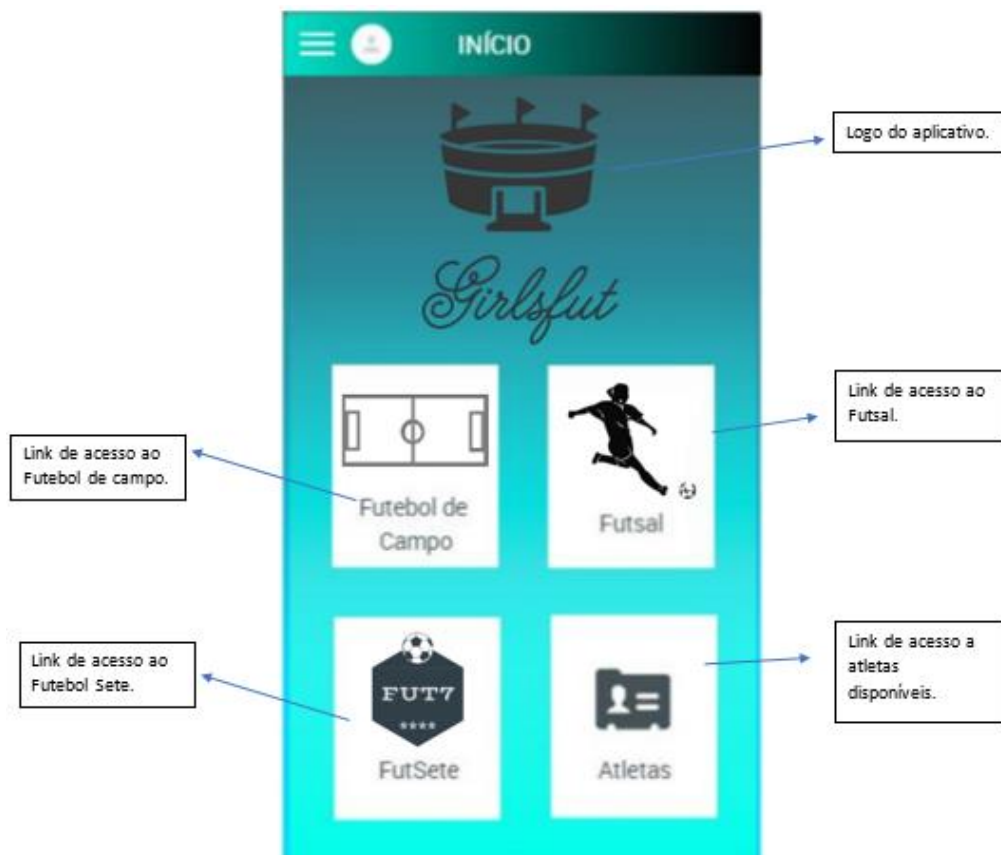 INÍCIO
Logo do aplicativo.
Girlsfut
Link de acesso ao
Futsal.
Link de acesso ao
Futebol de campo.
Futebol de
Campo
Futsal
Link de acesso ao
Futebol Sete.
FUT7
FutSete
Atletas
Link de acesso a
atletas
disponíveis.